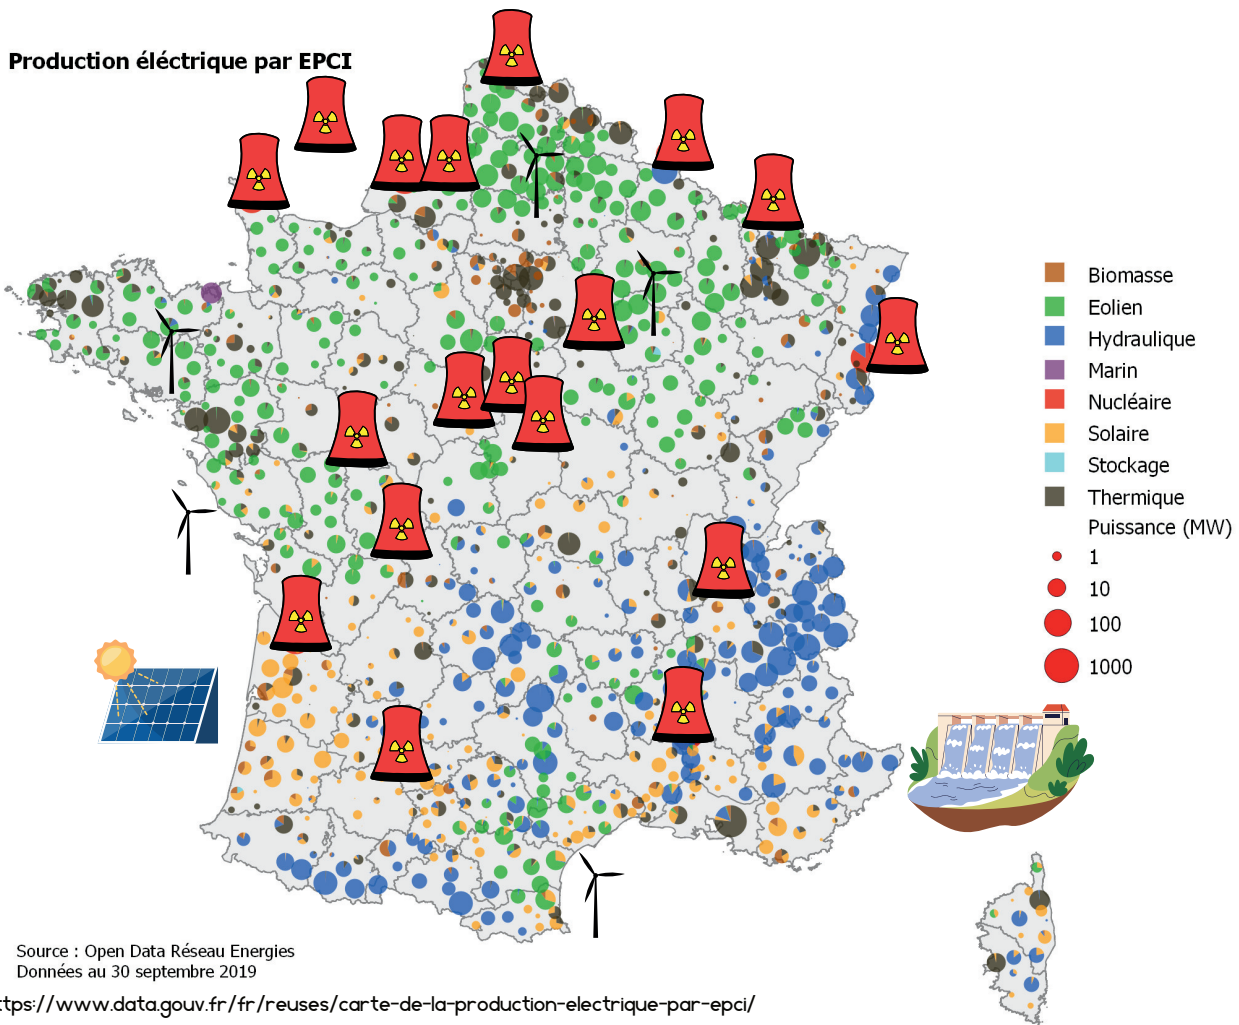 Production éléctrique par EPCI
Biomasse
Eolien
Hydraulique
Marin
Nucléaire
Solaire
Stockage
Thermique
Puissance (MW)
1
10
100
1000
Source : Open Data Réseau Energies
Données au 30 septembre 2019
ttps://www.data.gouv.fr/fr/reuses/carte-de-la-production-electrique-par-epci/